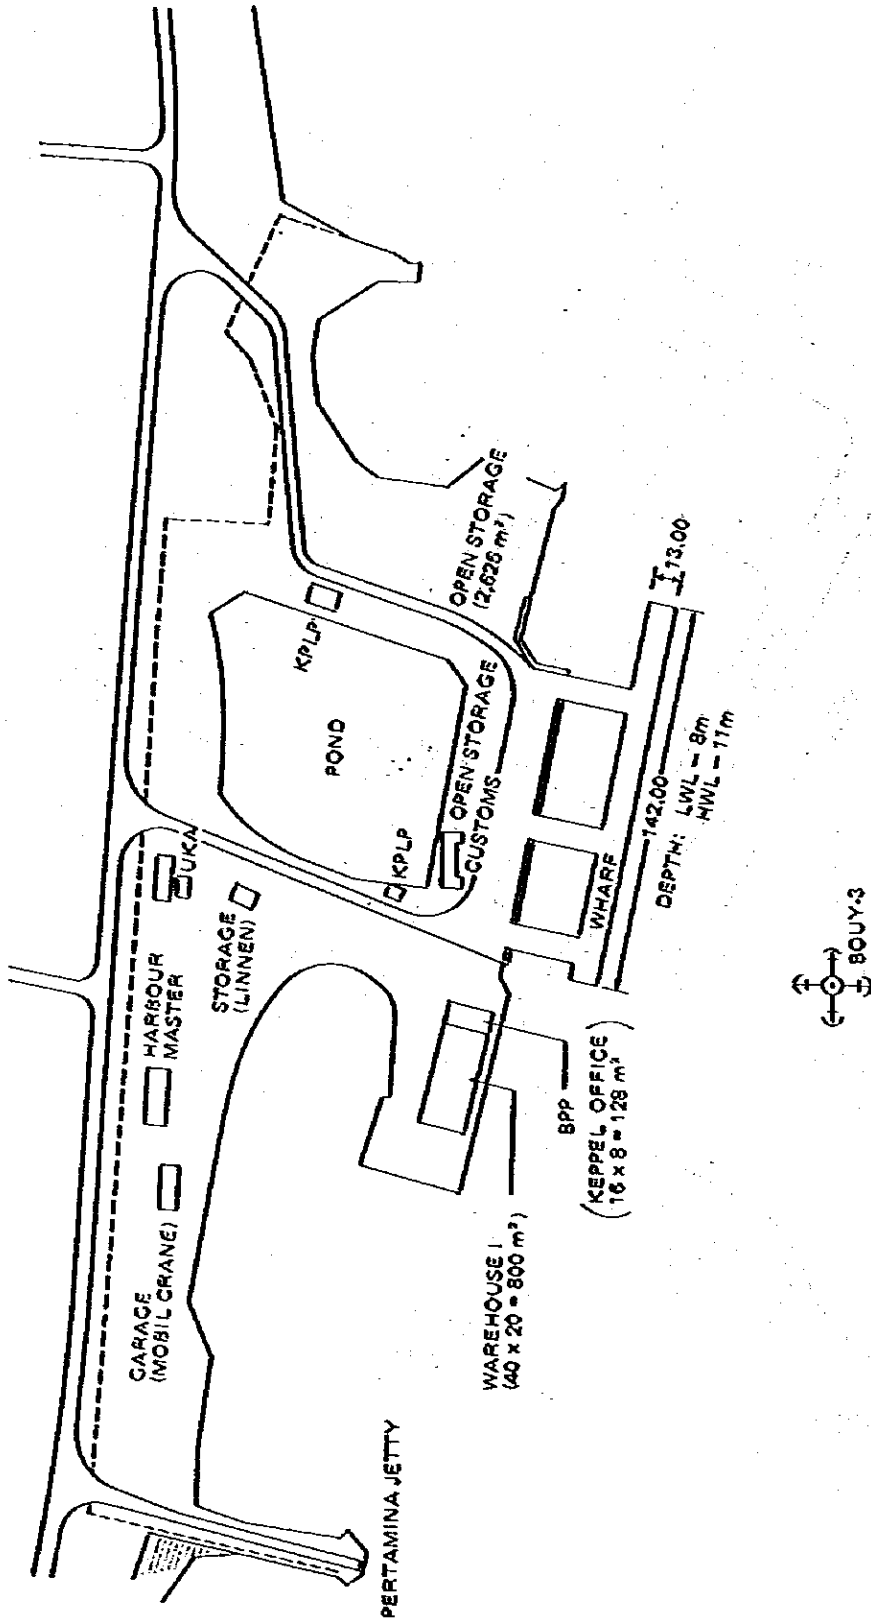 GARAGE
(MOBIL CRANE)
HARBOUR
MASTER
UKA
STORAGE
(LINNEN)
KPLP
POND
KPLP
OPEN STORAGE
CUSTOMS
OPEN STORAGE
(2,626 m²)
PERTAMINA JETTY
WAREHOUSE I
(40 x 20 = 800 m²)
BPP
(KEPPEL OFFICE
16 x 8 = 128 m²)
WHARF
142.00
13.00
DEPTH: LWL - 8m
HWL - 11m
BOUY-3